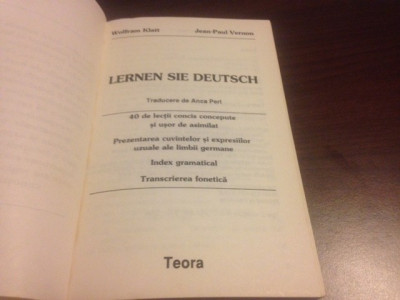 Wolfram Klatt Jean-Paul Vernon
LERNEN SIE DEUTSCH
Traducere de Anca Peri
40 de lecții concis concepute
și ușor de asimilat
Prezentarea cuvintelor și expresiilor
uzuale ale limbii germane
Index gramatical
Transcrierea fonetică
Teora